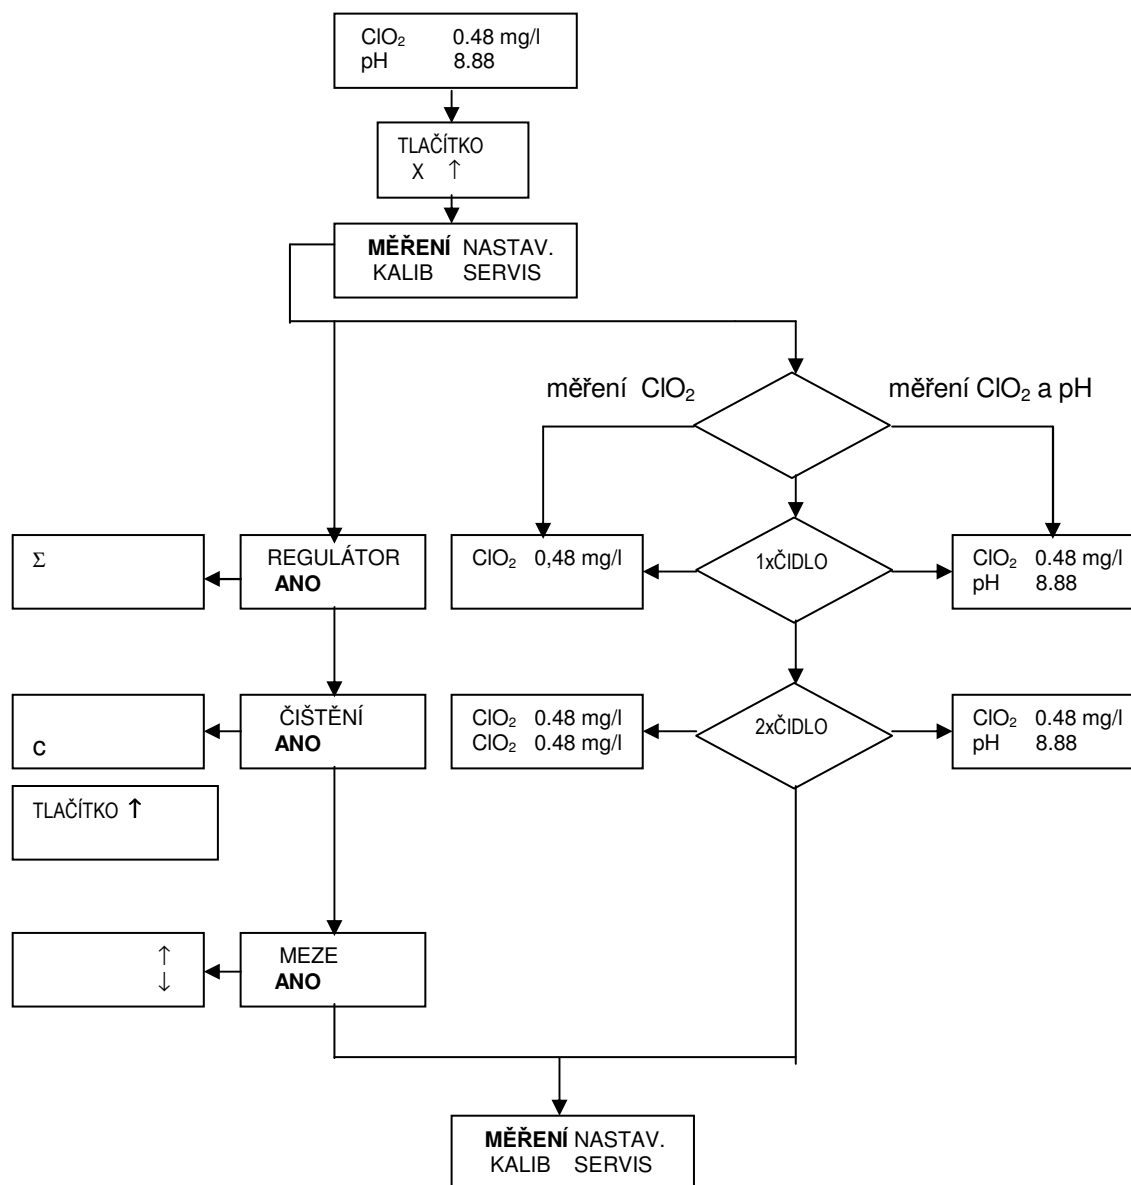 ClO₂ 0.48 mg/l
pH 8.88
TLAČÍTKO
X ↑
MĚŘENÍ NASTAV.
KALIB SERVIS
měření ClO₂
měření ClO₂ a pH
Σ
REGULÁTOR
ANO
ClO₂ 0,48 mg/l
1xČIDLO
ClO₂ 0.48 mg/l
pH 8.88
c
ČIŠTĚNÍ
ANO
ClO₂ 0.48 mg/l
ClO₂ 0.48 mg/l
2xČIDLO
ClO₂ 0.48 mg/l
pH 8.88
TLAČÍTKO ↑
↑
↓
MEZE
ANO
MĚŘENÍ NASTAV.
KALIB SERVIS